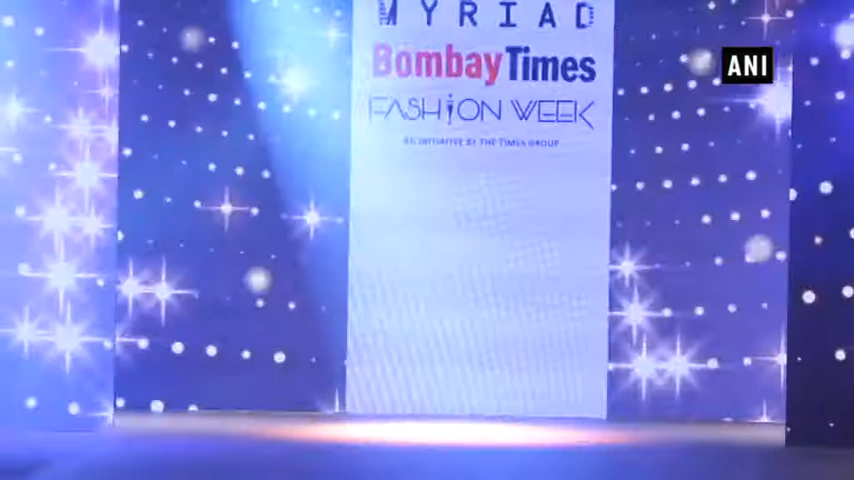 MYRIAD
Bombay Times
FASHION WEEK
AN INITIATIVE BY THE TIMES GROUP
ANI